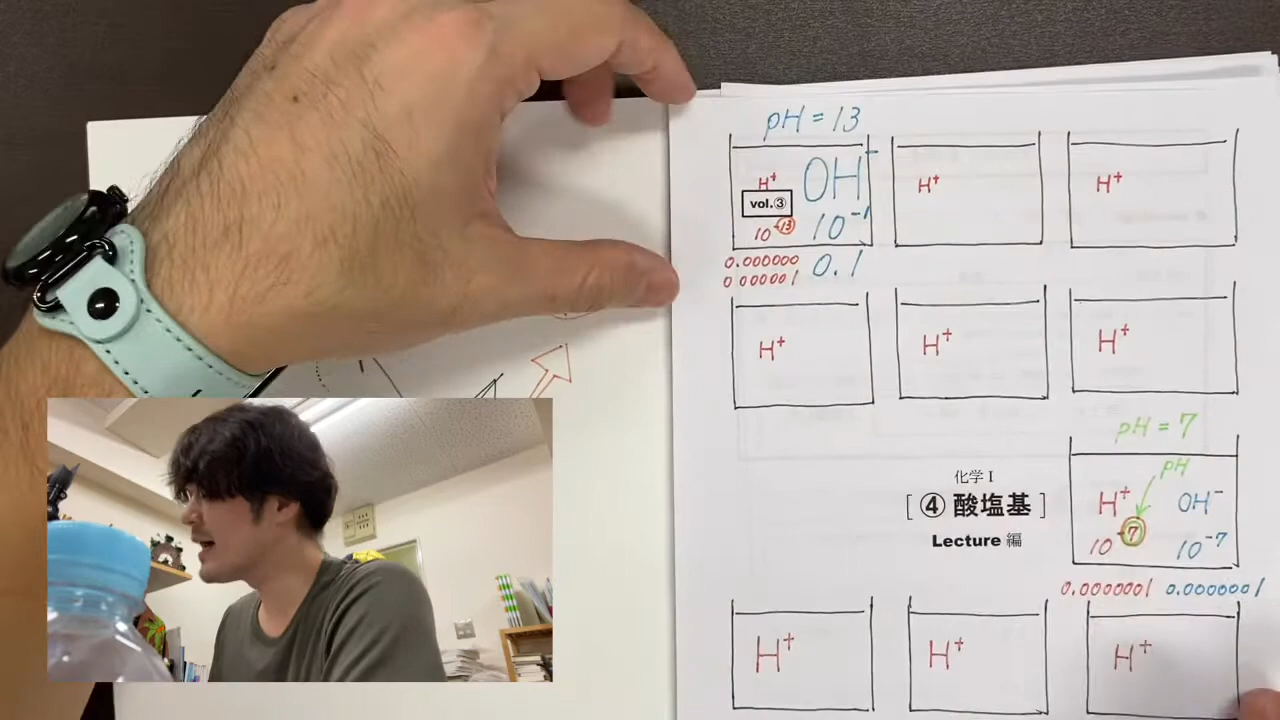 pH = 13
H⁺ OH⁻
vol.③
10⁻¹³ 10⁻¹
0.000000 0.1
0000001
H⁺
H⁺
H⁺
H⁺
H⁺
pH = 7
pH
H⁺ OH⁻
10⁻⁷ 10⁻⁷
0.0000001 0.0000001
化学Ⅰ
[ ④ 酸塩基 ]
Lecture 編
H⁺
H⁺
H⁺